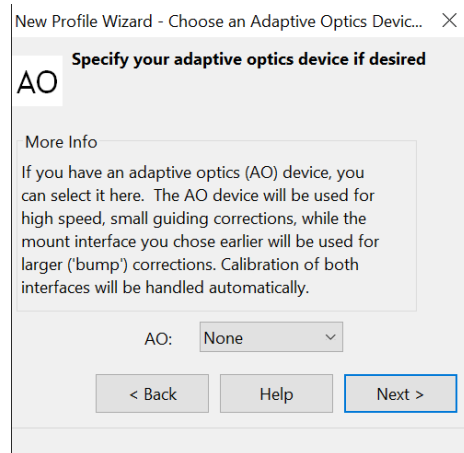 New Profile Wizard - Choose an Adaptive Optics Devic...
AO
Specify your adaptive optics device if desired
More Info
If you have an adaptive optics (AO) device, you
can select it here. The AO device will be used for
high speed, small guiding corrections, while the
mount interface you chose earlier will be used for
larger ('bump') corrections. Calibration of both
interfaces will be handled automatically.
AO: None
< Back Help Next >